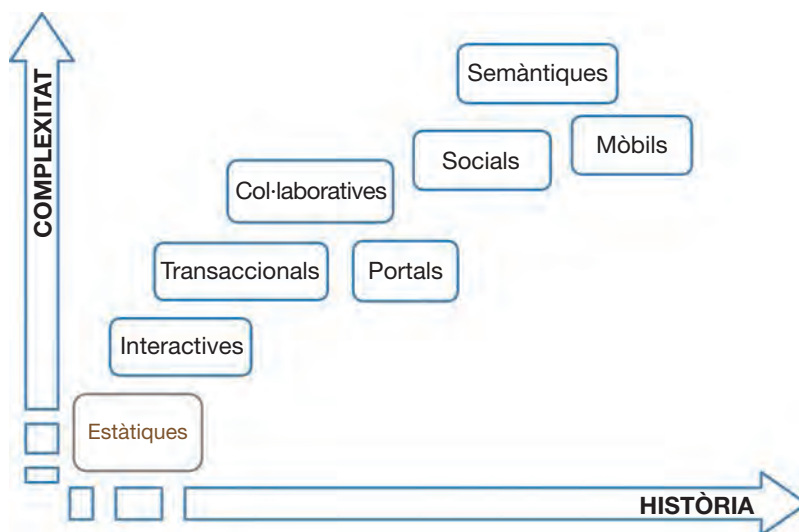 Semàntiques
COMPLEXITAT
Mòbils
Socials
Col·laboratives
Transaccionals
Portals
Interactives
Estàtiques
HISTÒRIA